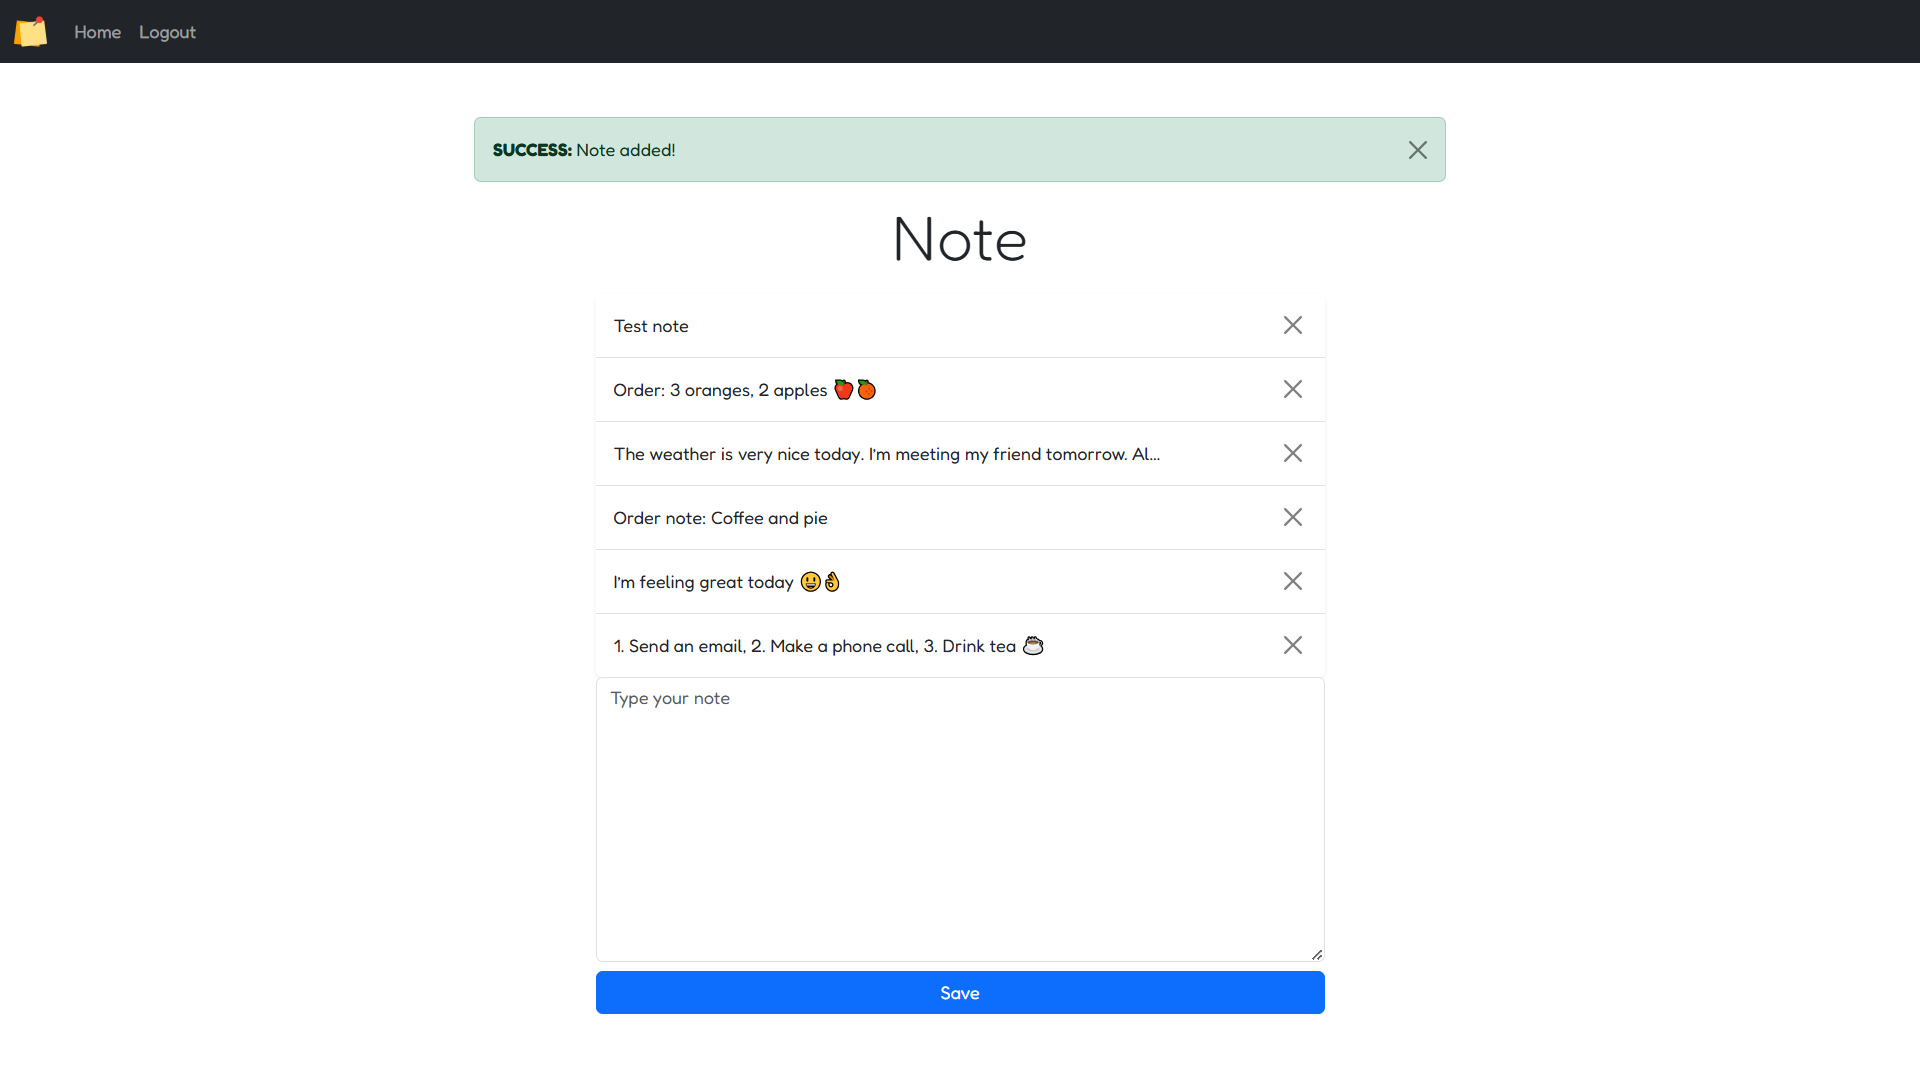 Home Logout
SUCCESS: Note added!
Note
Test note
Order: 3 oranges, 2 apples 🍎🍊
The weather is very nice today. I'm meeting my friend tomorrow. Al...
Order note: Coffee and pie
I'm feeling great today 😃👌
1. Send an email, 2. Make a phone call, 3. Drink tea ☕
Type your note
Save